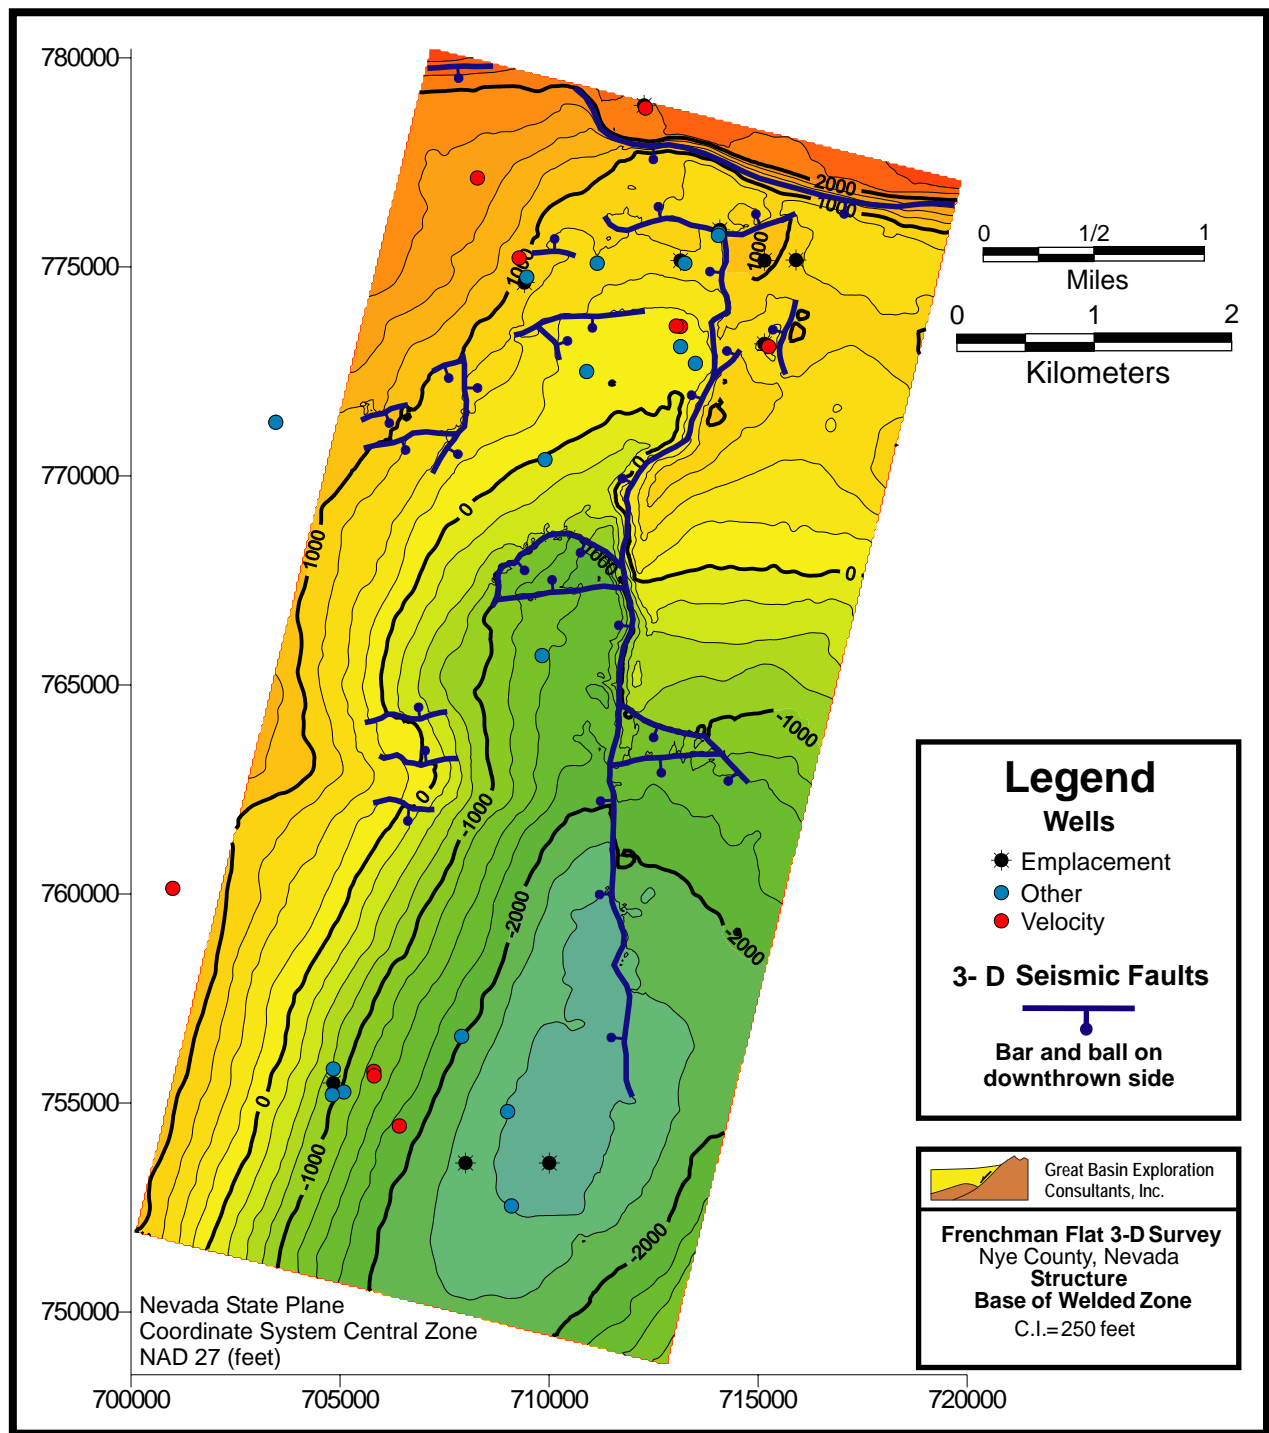 780000
775000
770000
765000
760000
755000
750000
700000
705000
710000
715000
720000
2000
1000
1000
1000
0
0
1000
-1000
0
-1000
0
-1000
-2000
-2000
0
-1000
-2000
0 1/2 1
Miles
0 1 2
Kilometers
Legend
Wells
Emplacement
Other
Velocity
3- D Seismic Faults
Bar and ball on
downthrown side
Great Basin Exploration
Consultants, Inc.
Frenchman Flat 3-D Survey
Nye County, Nevada
Structure
Base of Welded Zone
C.I.= 250 feet
Nevada State Plane
Coordinate System Central Zone
NAD 27 (feet)